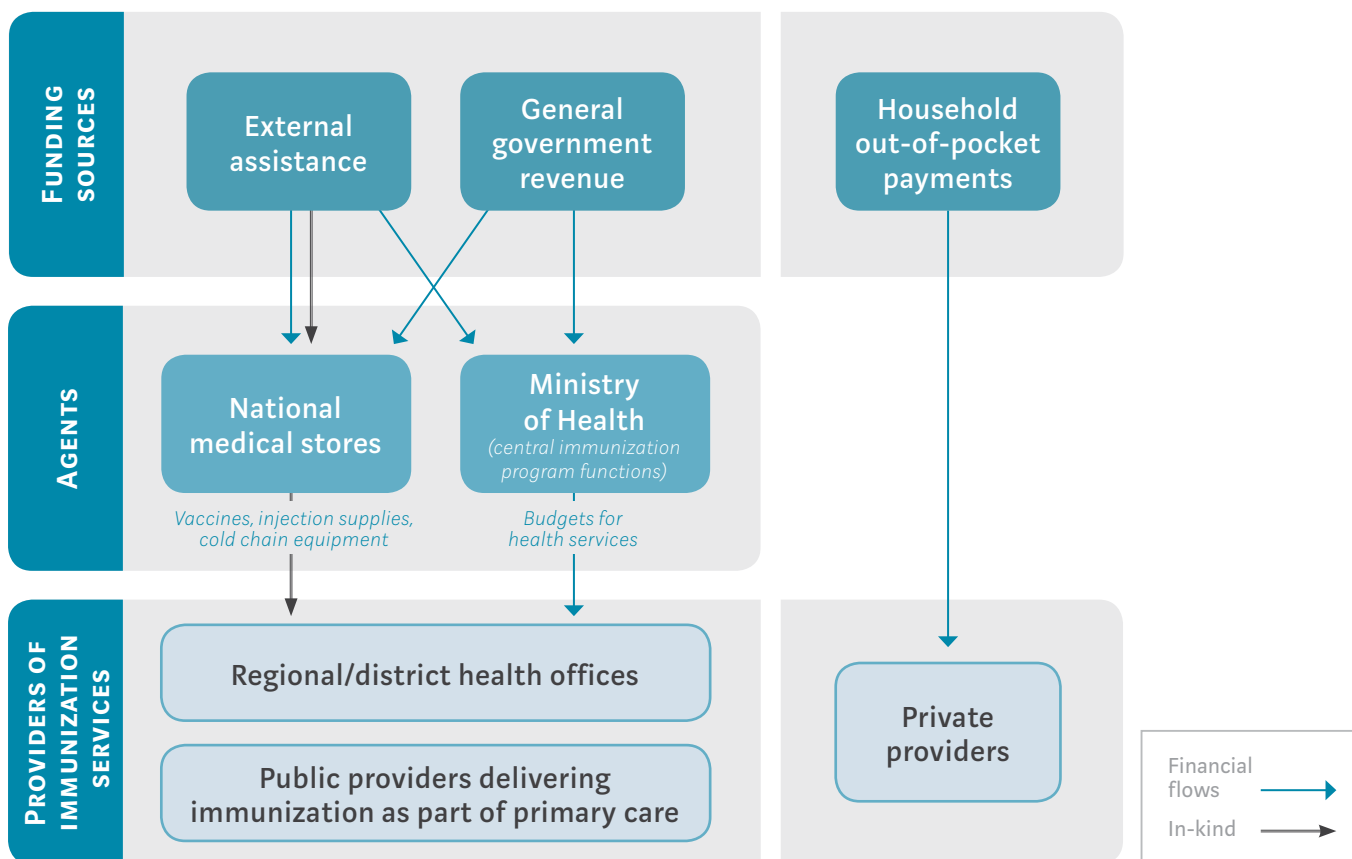 FUNDING
SOURCES
External
assistance
General
government
revenue
Household
out-of-pocket
payments
AGENTS
National
medical stores
Ministry
of Health
(central immunization
program functions)
Vaccines, injection supplies,
cold chain equipment
Budgets for
health services
PROVIDERS OF
IMMUNIZATION
SERVICES
Regional/district health offices
Public providers delivering
immunization as part of primary care
Private
providers
Financial
flows
In-kind